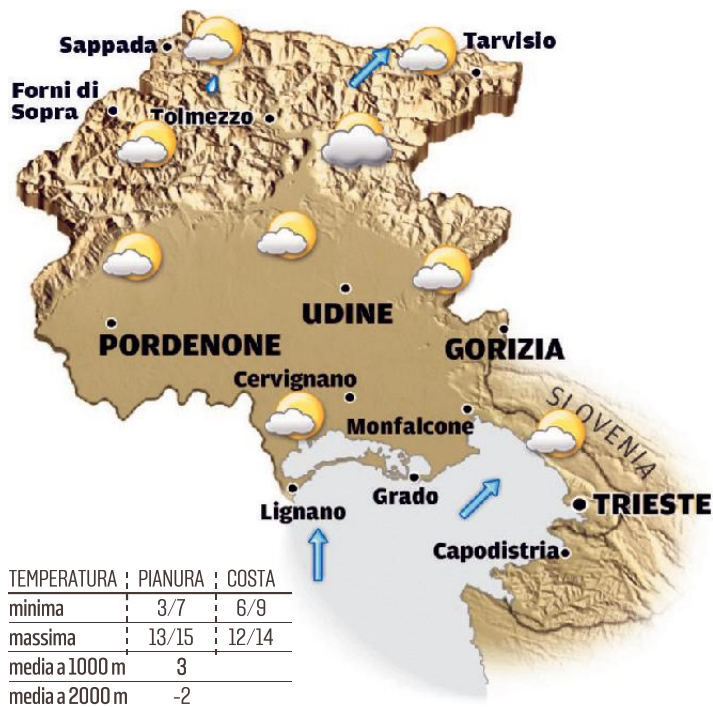 Sappada
Tarvisio
Forni di
Sopra
Tolmezzo
UDINE
PORDENONE
GORIZIA
Cervignano
SLOVENIA
Monfalcone
Grado
TRIESTE
Lignano
Capodistria
TEMPERATURA PIANURA COSTA
minima 3/7 6/9
massima 13/15 12/14
media a 1000 m 3
media a 2000 m -2